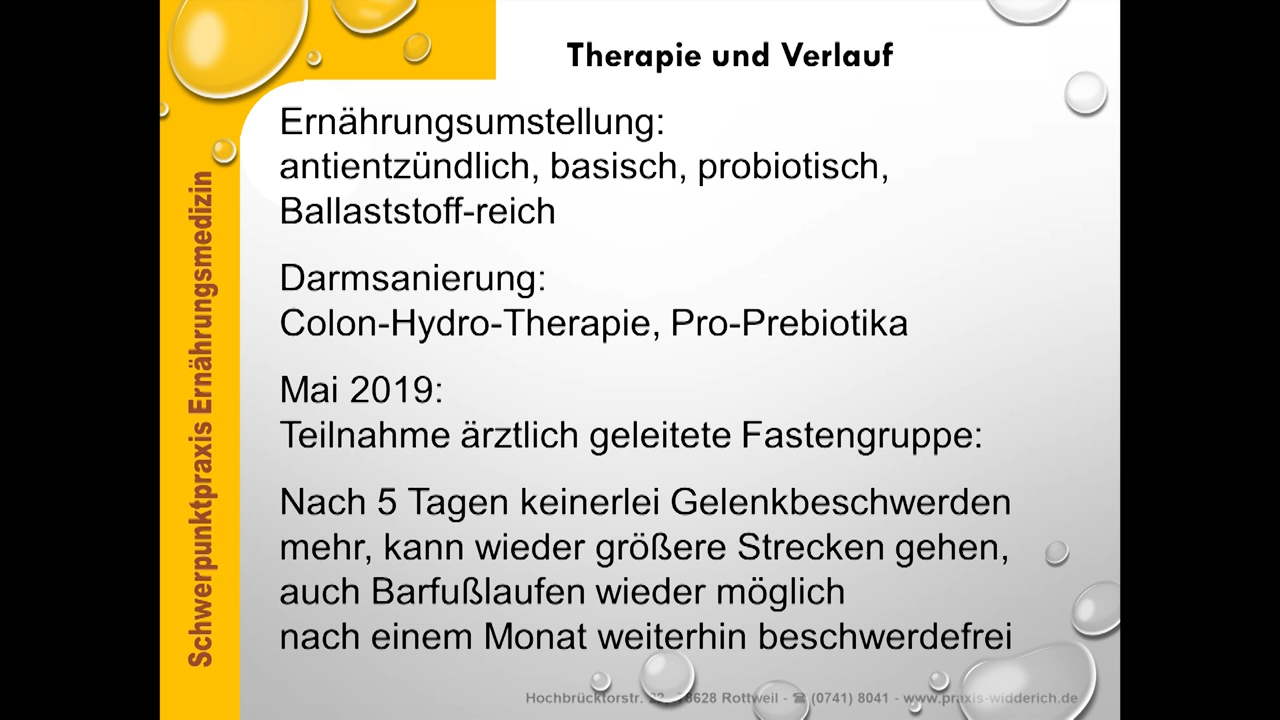 Therapie und Verlauf
Ernährungsumstellung:
antientzündlich, basisch, probiotisch,
Ballaststoff-reich
Darmsanierung:
Colon-Hydro-Therapie, Pro-Prebiotika
Mai 2019:
Teilnahme ärztlich geleitete Fastengruppe:
Nach 5 Tagen keinerlei Gelenkbeschwerden
mehr, kann wieder größere Strecken gehen,
auch Barfußlaufen wieder möglich
nach einem Monat weiterhin beschwerdefrei
Schwerpunktpraxis Ernährungsmedizin
Hochbrücktorstr. - Rottweil - ☎ (0741) 8041 - www.praxis-widderich.de